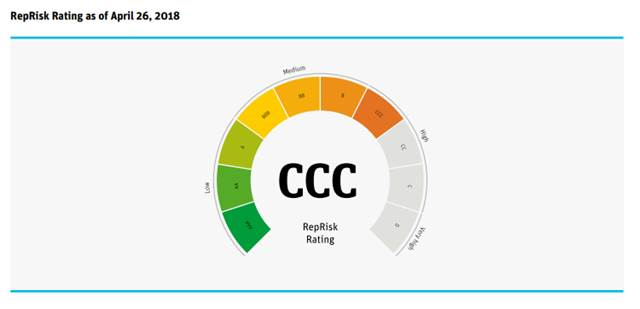 RepRisk Rating as of April 26, 2018
Medium
BB
B
BBB
CCC
A
High
CC
CCC
Low
AA
C
AAA
RepRisk
Rating
D
Very high